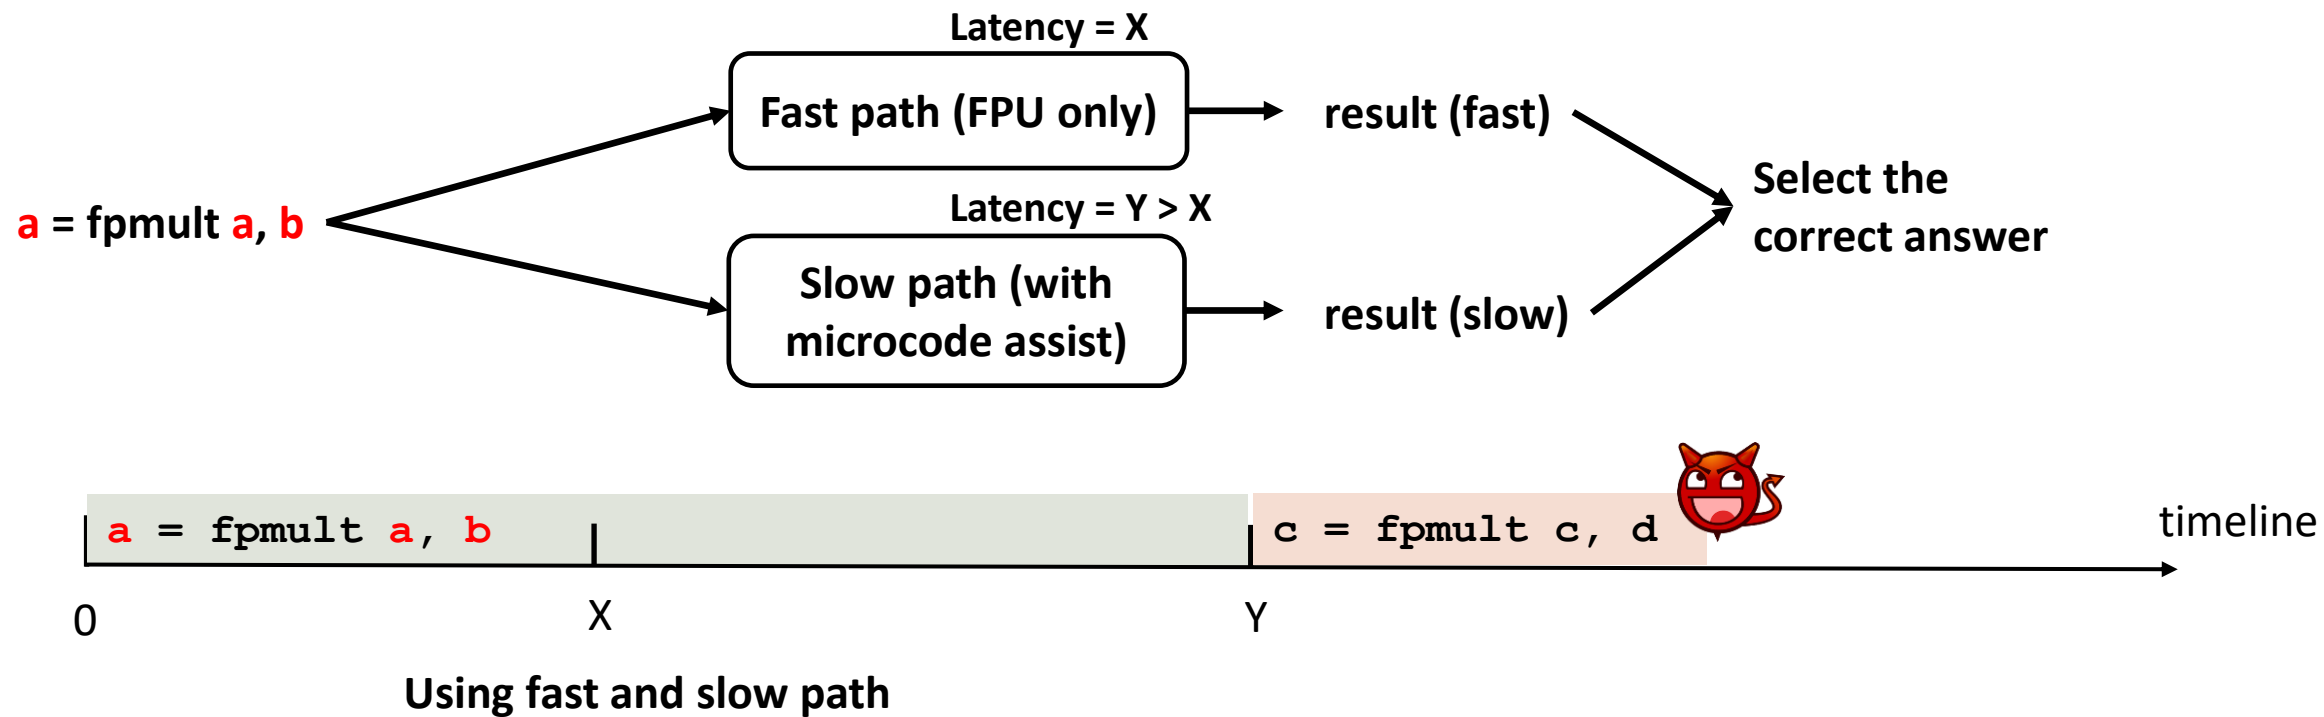 Latency = X
Fast path (FPU only)
result (fast)
Select the
correct answer
a = fpmult a, b
Latency = Y > X
Slow path (with
microcode assist)
result (slow)
a = fpmult a, b
c = fpmult c, d
timeline
0
X
Y
Using fast and slow path